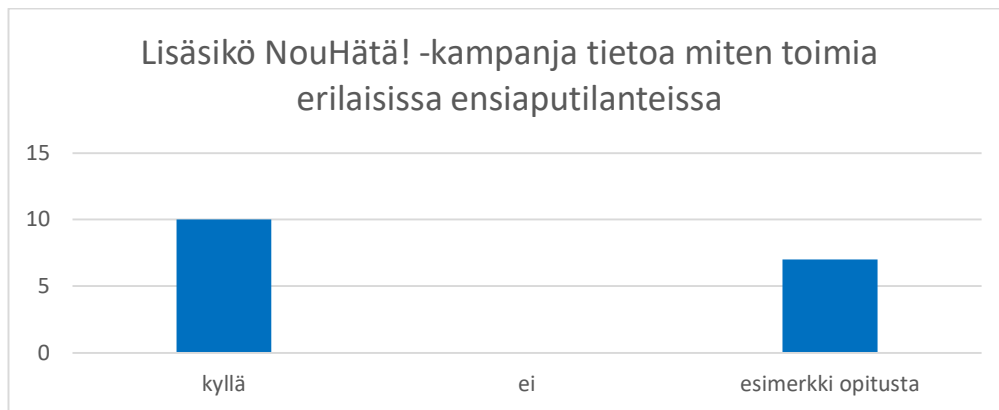 Lisäsikö NouHätä! -kampanja tietoa miten toimia
erilaisissa ensiaputilanteissa
15
10
5
0
kyllä
ei
esimerkki opitusta